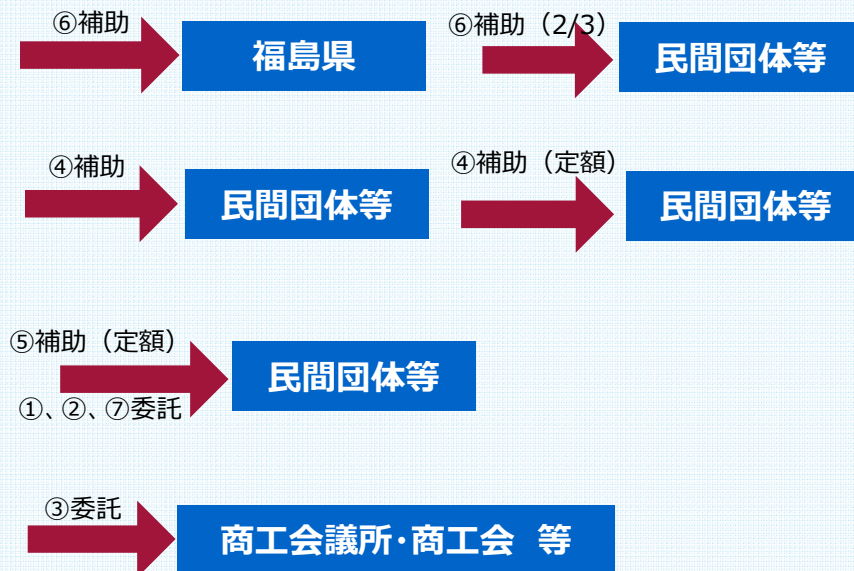 ⑥補助
福島県
⑥補助（2/3）
民間団体等
④補助
民間団体等
④補助（定額）
民間団体等
⑤補助（定額）
民間団体等
①、②、⑦委託
③委託
商工会議所・商工会 等